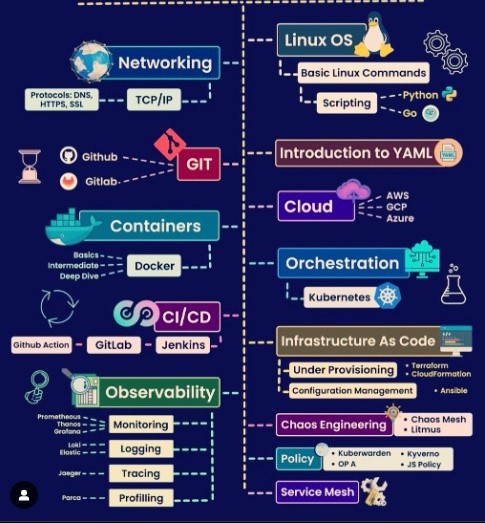 Linux OS
Basic Linux Commands
Scripting
Python
Go
Networking
Protocols: DNS,
HTTPS, SSL
TCP/IP
Introduction to YAML
YAML
GIT
Github
Gitlab
Cloud
AWS
GCP
Azure
Containers
Docker
Basics
Intermediate
Deep Dive
Orchestration
Kubernetes
CI/CD
Github Action
GitLab
Jenkins
Infrastructure As Code
Under Provisioning
• Terraform
• CloudFormation
Configuration Management
• Ansible
Observability
Monitoring
Prometheous
Thanos
Grafana
Logging
Loki
Elastic
Tracing
Jaeger
Profilling
Parca
Chaos Engineering
• Chaos Mesh
• Litmus
Policy
• Kuberwarden
• OP A
• Kyverno
• JS Policy
Service Mesh